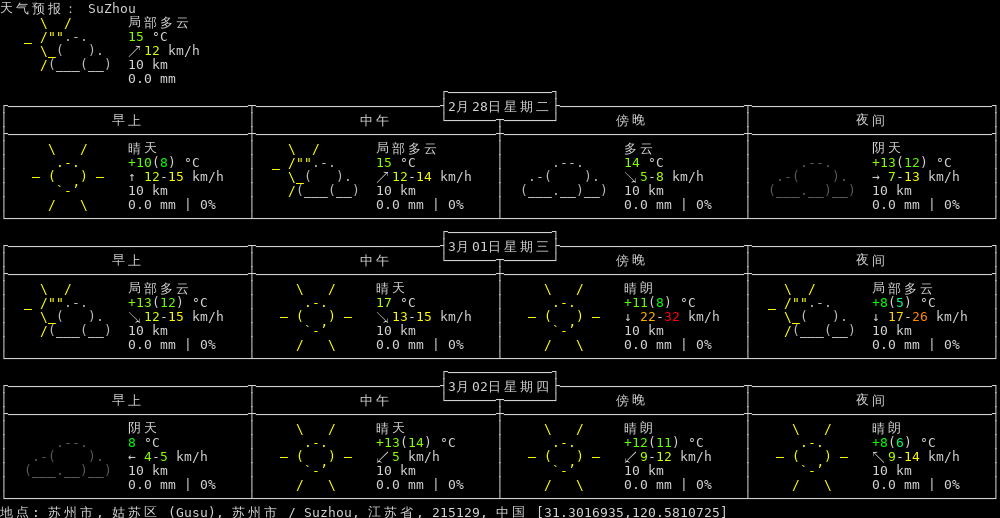 天气预报： SuZhou
局部多云
15 °C
↗ 12 km/h
10 km
0.0 mm
2月28日星期二
早上 中午 傍晚 夜间
晴天 局部多云 多云 阴天
+10(8) °C 15 °C 14 °C +13(12) °C
↑ 12-15 km/h ↗ 12-14 km/h ↘ 5-8 km/h → 7-13 km/h
10 km 10 km 10 km 10 km
0.0 mm | 0% 0.0 mm | 0% 0.0 mm | 0% 0.0 mm | 0%
3月01日星期三
早上 中午 傍晚 夜间
局部多云 晴天 晴朗 局部多云
+13(12) °C 17 °C +11(8) °C +8(5) °C
↘ 12-15 km/h ↘ 13-15 km/h ↓ 22-32 km/h ↓ 17-26 km/h
10 km 10 km 10 km 10 km
0.0 mm | 0% 0.0 mm | 0% 0.0 mm | 0% 0.0 mm | 0%
3月02日星期四
早上 中午 傍晚 夜间
阴天 晴天 晴朗 晴朗
8 °C +13(14) °C +12(11) °C +8(6) °C
← 4-5 km/h ↙ 5 km/h ↙ 9-12 km/h ↖ 9-14 km/h
10 km 10 km 10 km 10 km
0.0 mm | 0% 0.0 mm | 0% 0.0 mm | 0% 0.0 mm | 0%
地点: 苏州市, 姑苏区 (Gusu), 苏州市 / Suzhou, 江苏省, 215129, 中国 [31.3016935,120.5810725]